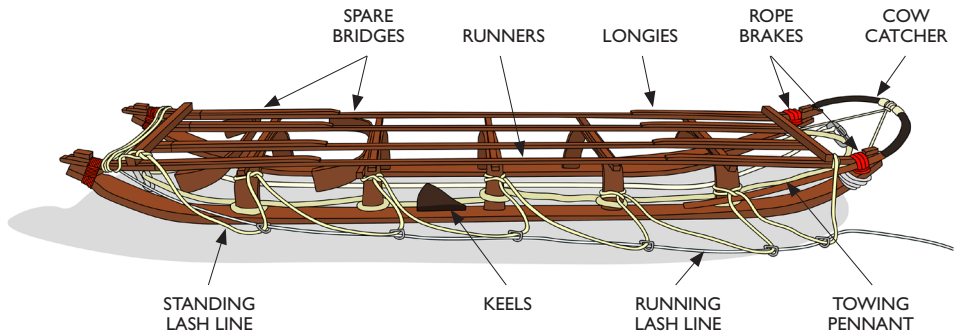 SPARE
BRIDGES
RUNNERS
LONGIES
ROPE
BRAKES
COW
CATCHER
STANDING
LASH LINE
KEELS
RUNNING
LASH LINE
TOWING
PENNANT